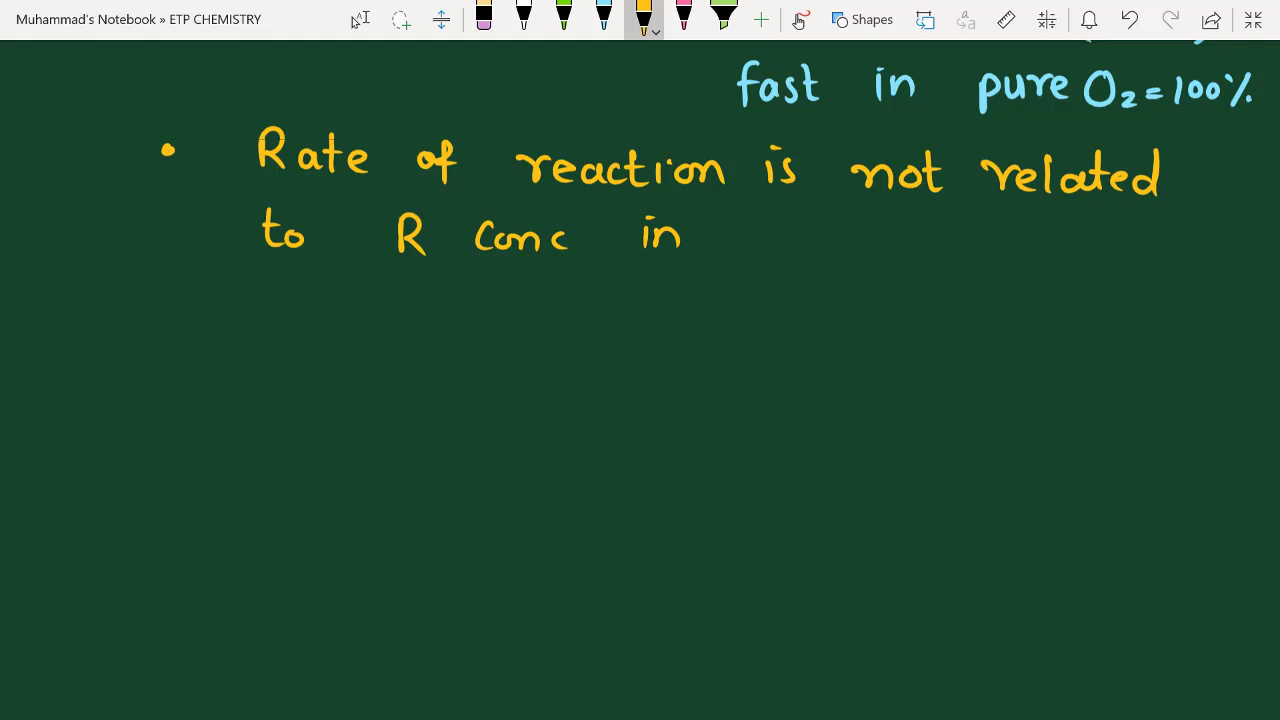 Muhammad's Notebook » ETP CHEMISTRY
Shapes
fast in pure O₂ = 100%
• Rate of reaction is not related
to R conc in